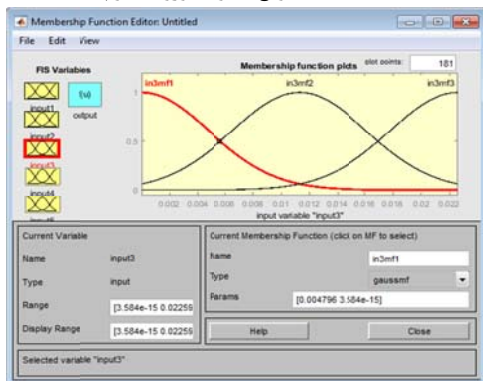 Membership Function Editor: Untitled
File Edit View
FIS Variables
Membership function plots plot points: 181
f(u)
input1
output
input2
input3
input4
in3mf1 in3mf2 in3mf3
1
0.5
0
0.002 0.004 0.006 0.008 0.01 0.012 0.014 0.016 0.018 0.02 0.022
input variable "input3"
Current Variable
Name input3
Type input
Range [3.584e-15 0.02259
Display Range [3.584e-15 0.02259
Current Membership Function (click on MF to select)
Name in3mf1
Type gaussmf
Params [0.004796 3.584e-15]
Help Close
Selected variable "input3"